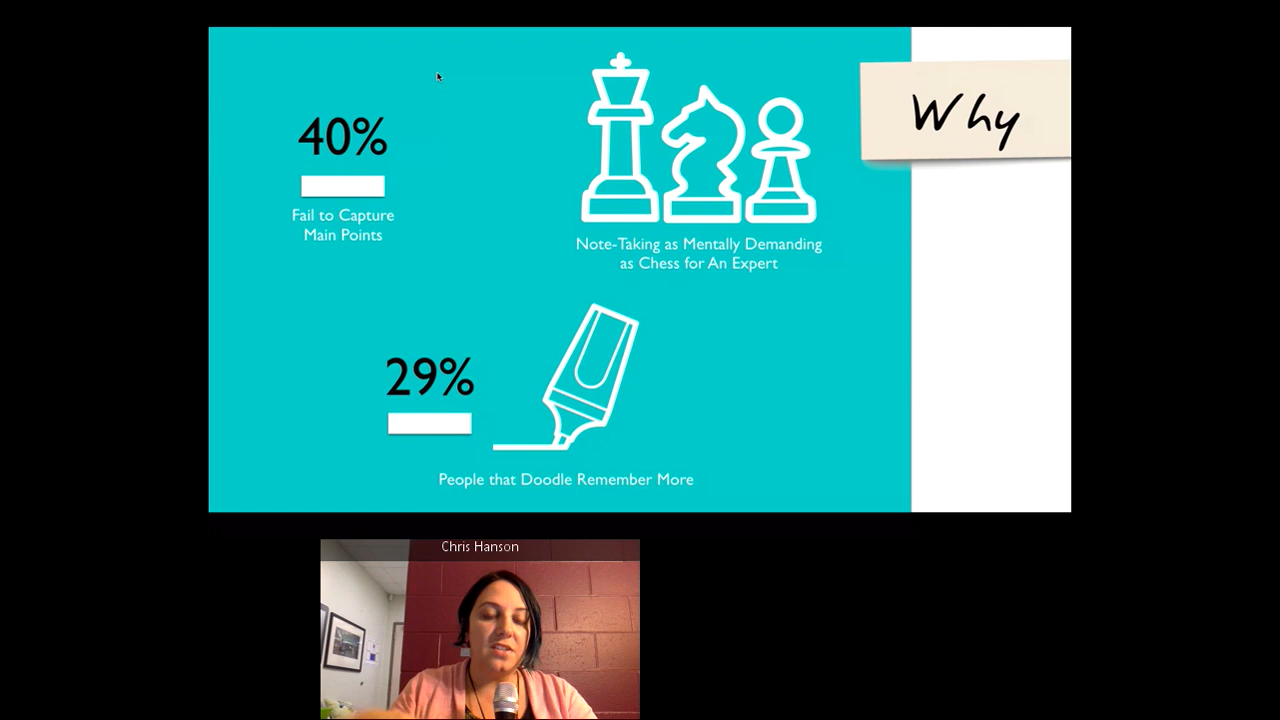 Why
40%
Fail to Capture
Main Points
Note-Taking as Mentally Demanding
as Chess for An Expert
29%
People that Doodle Remember More
Chris Hanson